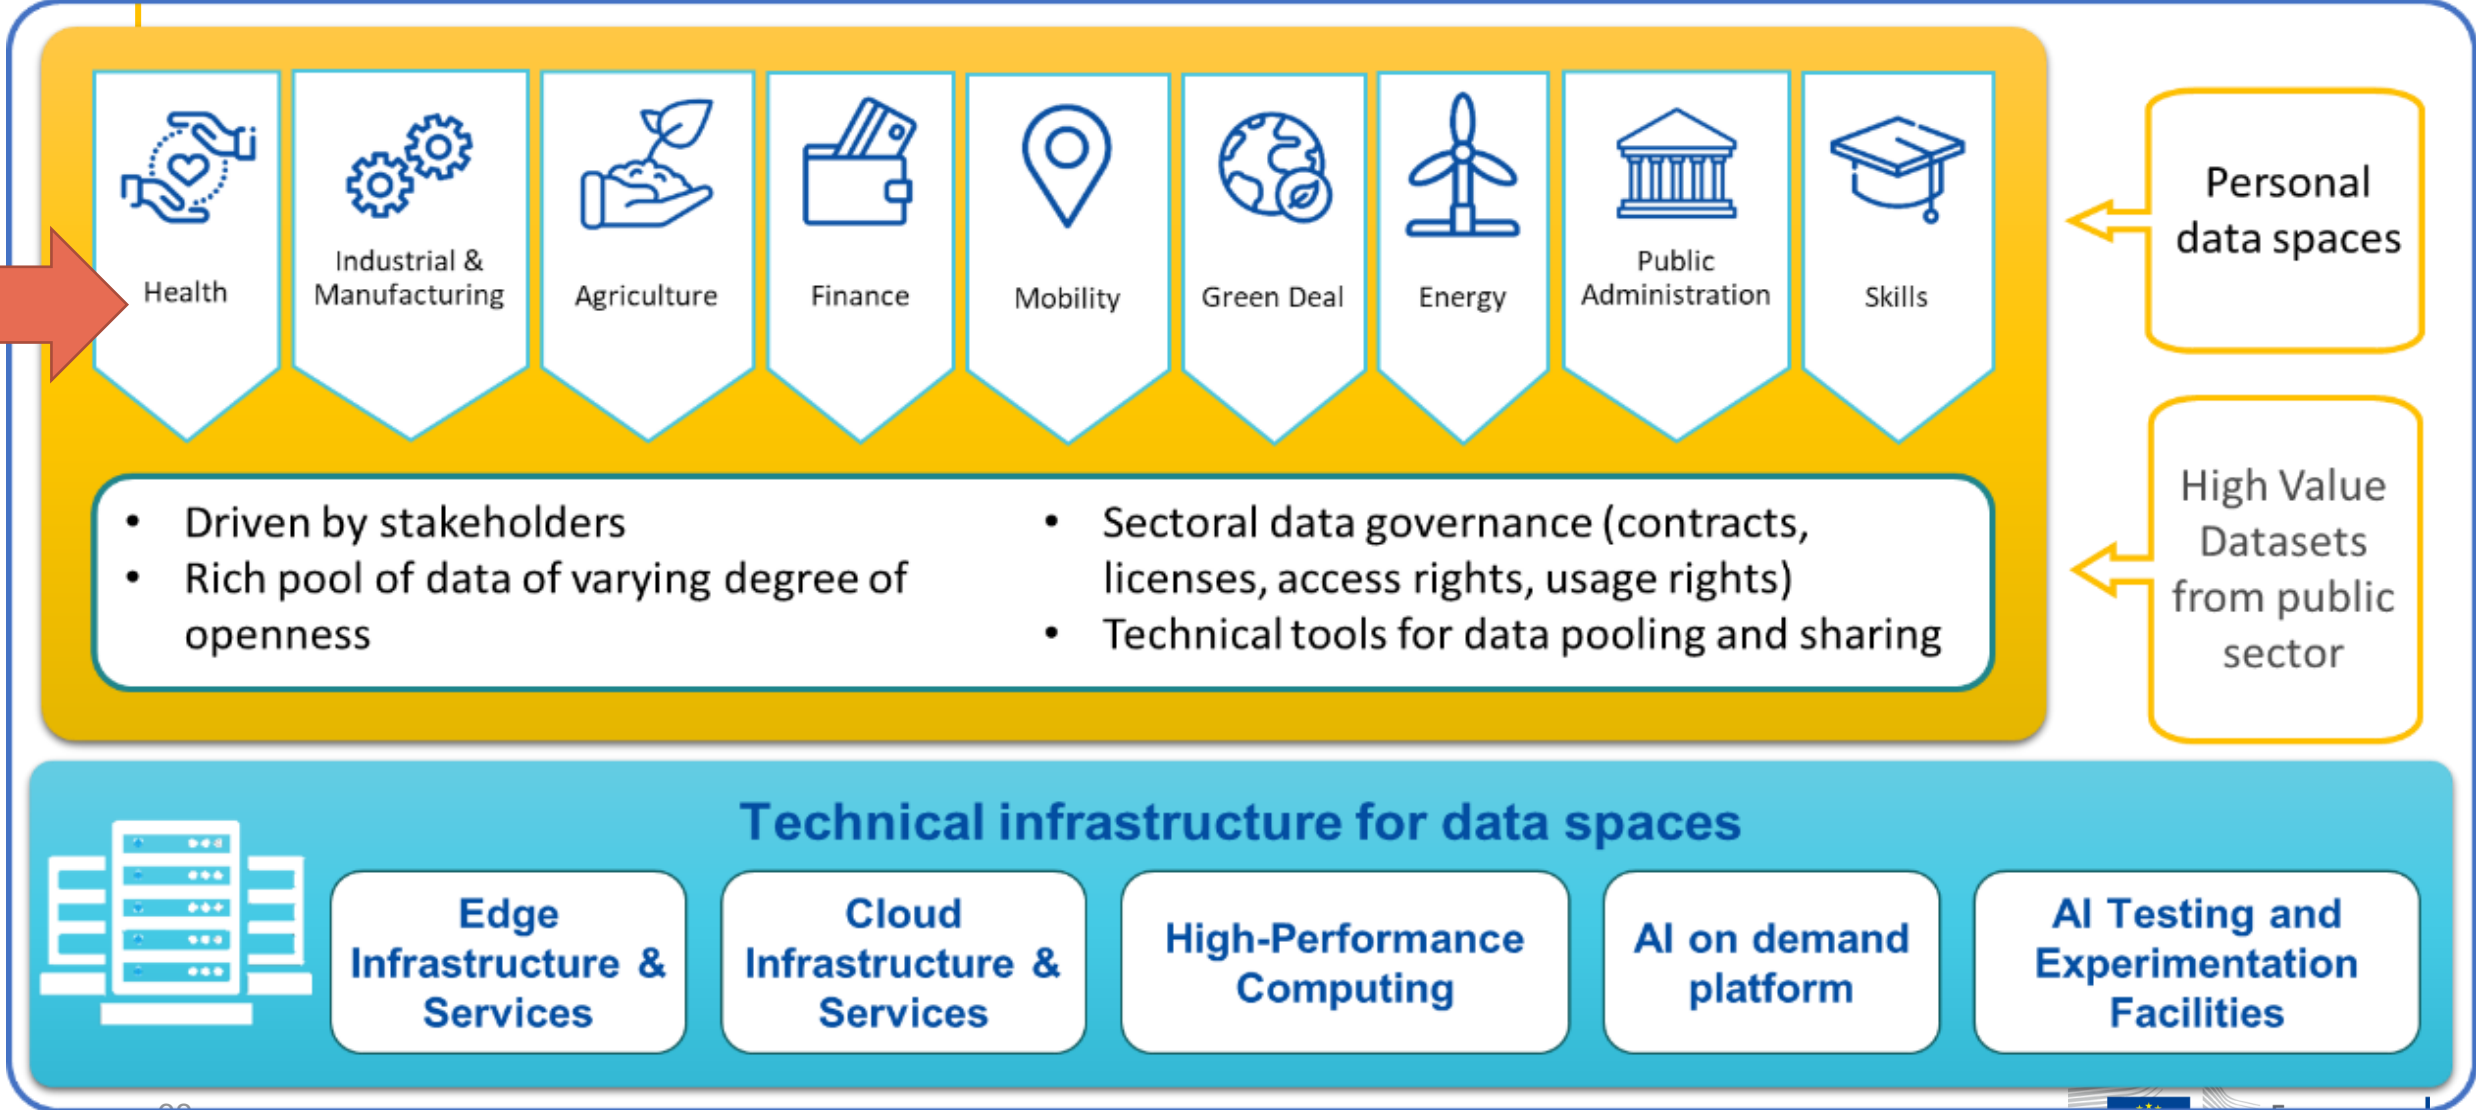 Health
Industrial &
Manufacturing
Agriculture
Finance
Mobility
Green Deal
Energy
Public
Administration
Skills
Personal
data spaces
• Driven by stakeholders
• Rich pool of data of varying degree of
openness
• Sectoral data governance (contracts,
licenses, access rights, usage rights)
• Technical tools for data pooling and sharing
High Value
Datasets
from public
sector
Technical infrastructure for data spaces
Edge
Infrastructure &
Services
Cloud
Infrastructure &
Services
High-Performance
Computing
AI on demand
platform
AI Testing and
Experimentation
Facilities